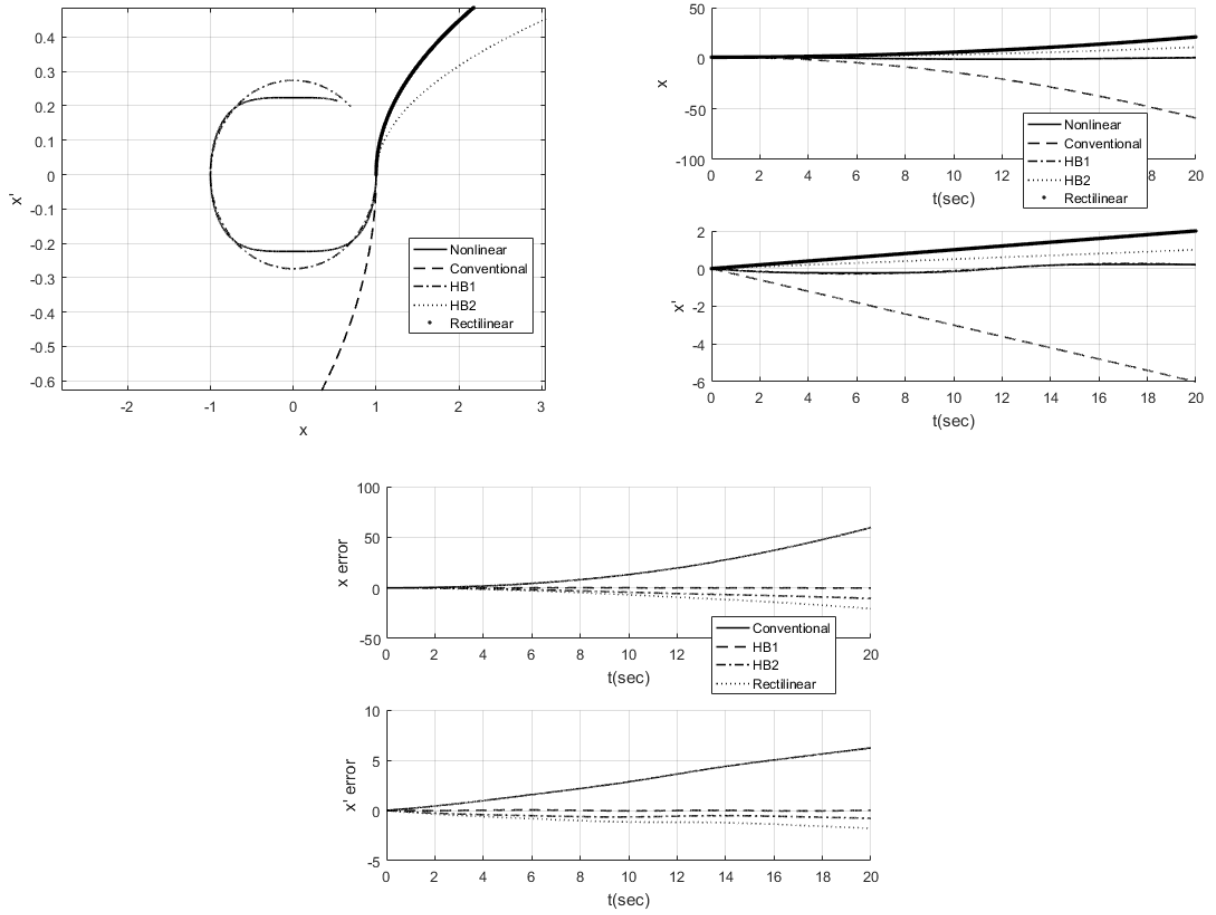 0.4
0.3
0.2
0.1
0
-0.1
-0.2
-0.3
-0.4
-0.5
-0.6
x'
-2
-1
0
1
2
3
x
Nonlinear
Conventional
HB1
HB2
Rectilinear
50
0
-50
-100
x
0 2 4 6 8 10 12 14 16 18 20
t(sec)
Nonlinear
Conventional
HB1
HB2
Rectilinear
2
0
-2
-4
-6
x'
0 2 4 6 8 10 12 14 16 18 20
t(sec)
100
50
0
-50
x error
0 2 4 6 8 10 12 20
t(sec)
Conventional
HB1
HB2
Rectilinear
10
5
0
-5
x' error
0 2 4 6 8 10 12 14 16 18 20
t(sec)